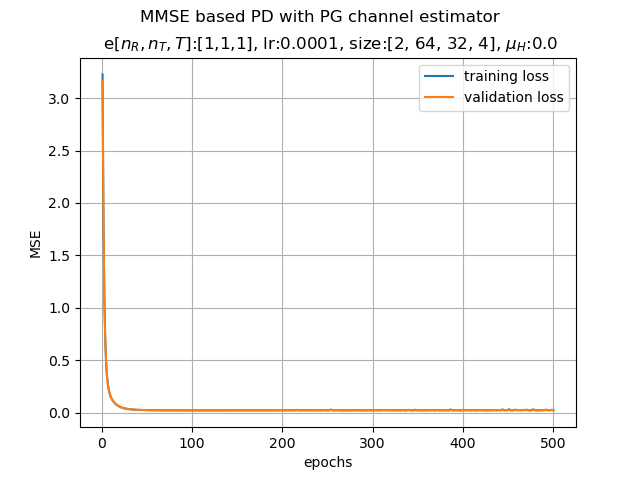 MMSE based PD with PG channel estimator
e[n_R, n_T, T]:[1,1,1], lr:0.0001, size:[2, 64, 32, 4], μ_H:0.0
training loss
validation loss
3.0
2.5
2.0
1.5
1.0
0.5
0.0
MSE
0 100 200 300 400 500
epochs